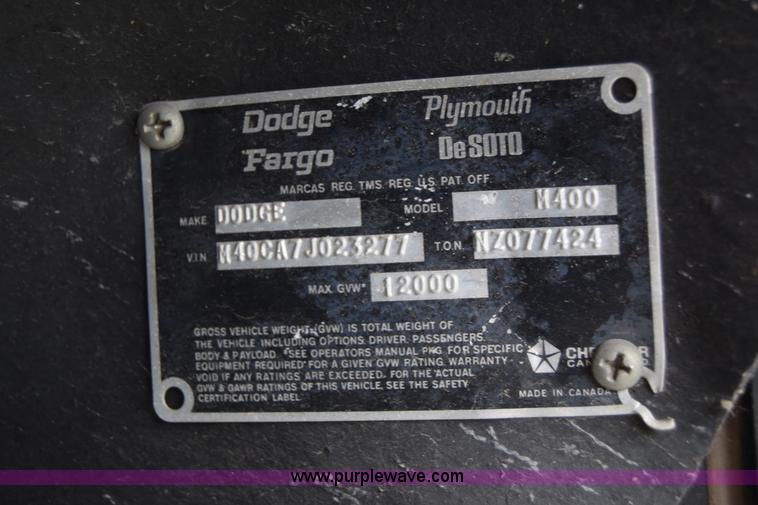 Dodge Plymouth
Fargo DeSOTO
MARCAS REG. TMS. REG. U.S. PAT. OFF.
MAKE DODGE MODEL M400
V.I.N M40CA7J023277 T.O.N. NZ077424
MAX. GVW* 12000
GROSS VEHICLE WEIGHT (GVW) IS TOTAL WEIGHT OF
THE VEHICLE INCLUDING OPTIONS, DRIVER, PASSENGERS,
BODY & PAYLOAD. *SEE OPERATORS MANUAL PKG FOR SPECIFIC
EQUIPMENT REQUIRED FOR A GIVEN GVW RATING. WARRANTY
VOID IF ANY RATINGS ARE EXCEEDED. FOR THE ACTUAL
GVW & GAWR RATINGS OF THIS VEHICLE, SEE THE SAFETY
CERTIFICATION LABEL.
MADE IN CANADA
www.purplewave.com